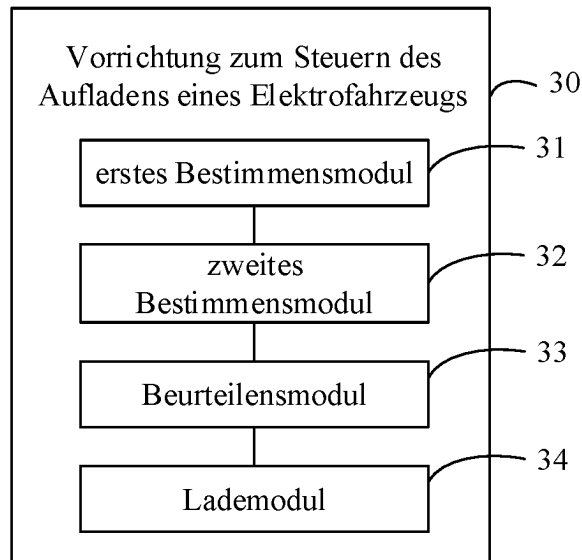 Vorrichtung zum Steuern des
Aufladens eines Elektrofahrzeugs
30
erstes Bestimmensmodul
31
zweites
Bestimmensmodul
32
Beurteilensmodul
33
Lademodul
34